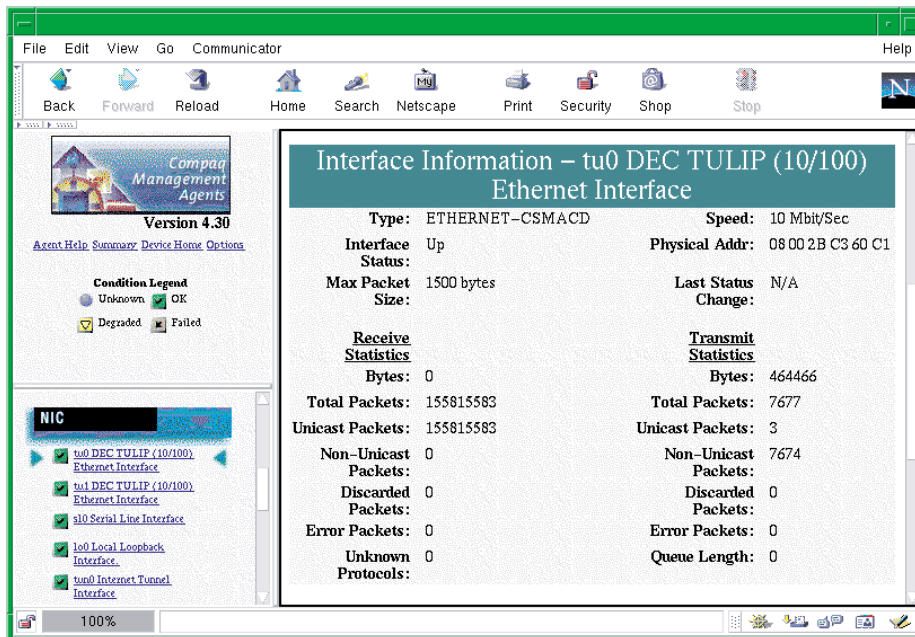 File Edit View Go Communicator Help
Back Forward Reload Home Search Netscape Print Security Shop Stop
My
N
Compaq
Management
Agents
Version 4.30
Agent Help Summary Device Home Options
Condition Legend
Unknown OK
Degraded Failed
NIC
tu0 DEC TULIP (10/100)
Ethernet Interface
tu1 DEC TULIP (10/100)
Ethernet Interface
sl0 Serial Line Interface
lo0 Local Loopback
Interface.
tun0 Internet Tunnel
Interface
Interface Information – tu0 DEC TULIP (10/100)
Ethernet Interface
Type: ETHERNET–CSMACD Speed: 10 Mbit/Sec
Interface Status: Up Physical Addr: 08 00 2B C3 60 C1
Max Packet Size: 1500 bytes Last Status Change: N/A
Receive Statistics Transmit Statistics
Bytes: 0 Bytes: 464466
Total Packets: 155815583 Total Packets: 7677
Unicast Packets: 155815583 Unicast Packets: 3
Non–Unicast Packets: 0 Non–Unicast Packets: 7674
Discarded Packets: 0 Discarded Packets: 0
Error Packets: 0 Error Packets: 0
Unknown Protocols: 0 Queue Length: 0
100%